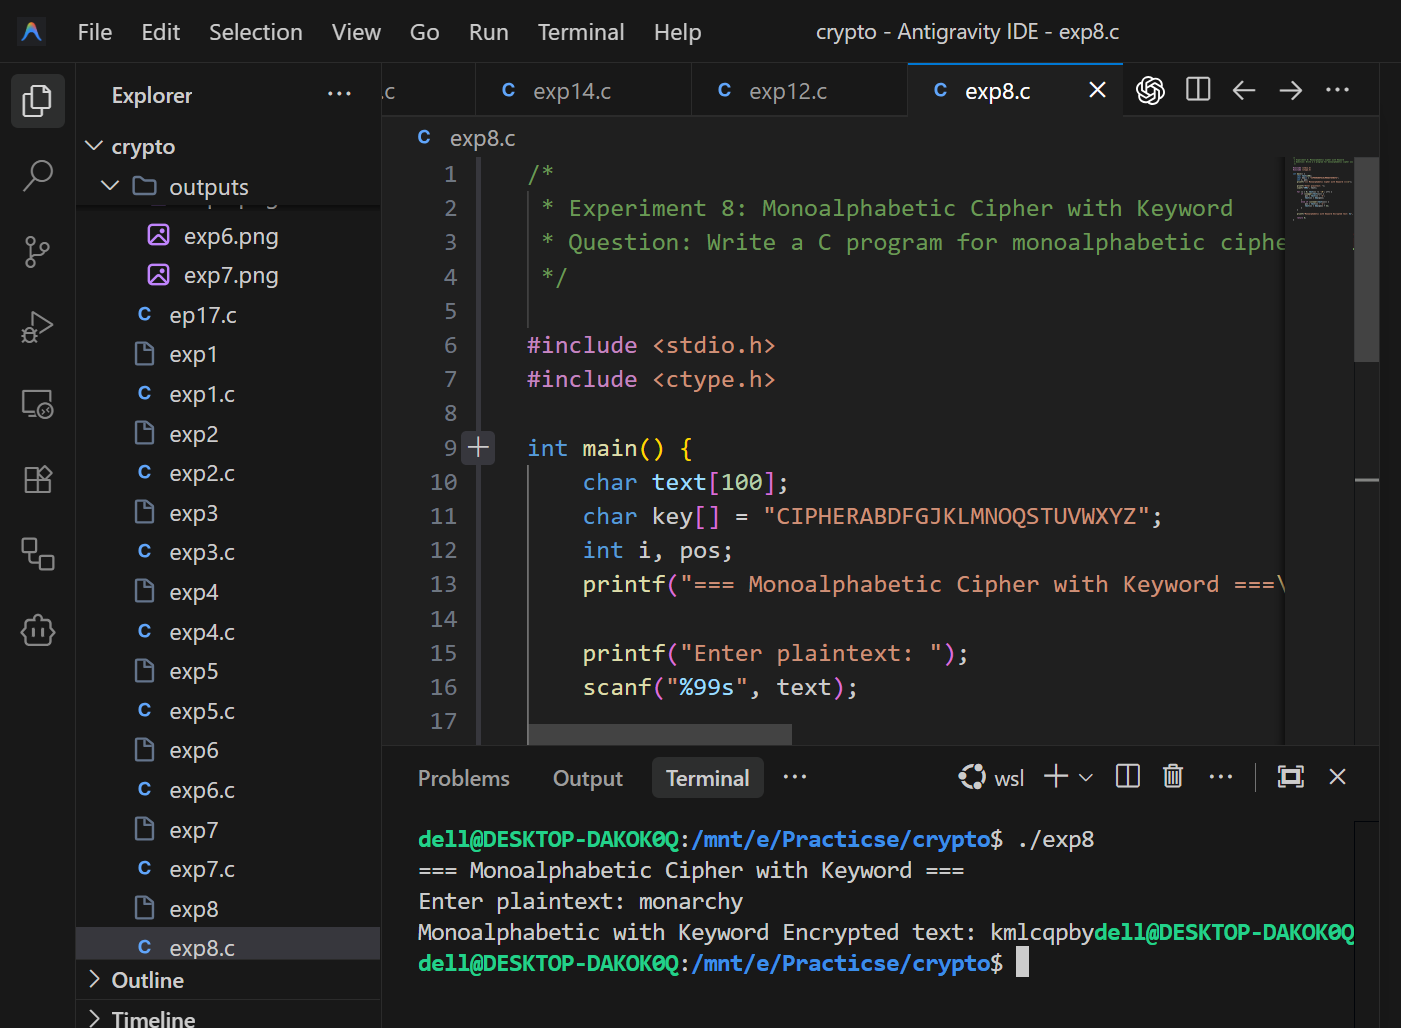 File Edit Selection View Go Run Terminal Help crypto - Antigravity IDE - exp8.c
Explorer
crypto
outputs
exp6.png
exp7.png
C ep17.c
exp1
C exp1.c
exp2
C exp2.c
exp3
C exp3.c
exp4
C exp4.c
exp5
C exp5.c
exp6
C exp6.c
exp7
C exp7.c
exp8
C exp8.c
Outline
Timeline
.c C exp14.c C exp12.c C exp8.c
C exp8.c
1 /*
2 * Experiment 8: Monoalphabetic Cipher with Keyword
3 * Question: Write a C program for monoalphabetic ciphe
4 */
5
6 #include <stdio.h>
7 #include <ctype.h>
8
9 int main() {
10 char text[100];
11 char key[] = "CIPHERABDFGJKLMNOQSTUVWXYZ";
12 int i, pos;
13 printf("=== Monoalphabetic Cipher with Keyword ===\
14
15 printf("Enter plaintext: ");
16 scanf("%99s", text);
17
Problems Output Terminal wsl
dell@DESKTOP-DAKOK0Q:/mnt/e/Practicse/crypto$ ./exp8
=== Monoalphabetic Cipher with Keyword ===
Enter plaintext: monarchy
Monoalphabetic with Keyword Encrypted text: kmlcqpbydell@DESKTOP-DAKOK0Q
dell@DESKTOP-DAKOK0Q:/mnt/e/Practicse/crypto$